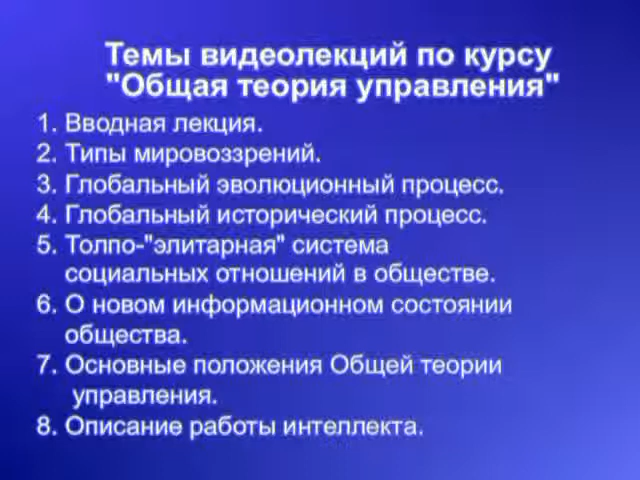 Темы видеолекций по курсу
"Общая теория управления"
1. Вводная лекция.
2. Типы мировоззрений.
3. Глобальный эволюционный процесс.
4. Глобальный исторический процесс.
5. Толпо-"элитарная" система
социальных отношений в обществе.
6. О новом информационном состоянии
общества.
7. Основные положения Общей теории
управления.
8. Описание работы интеллекта.